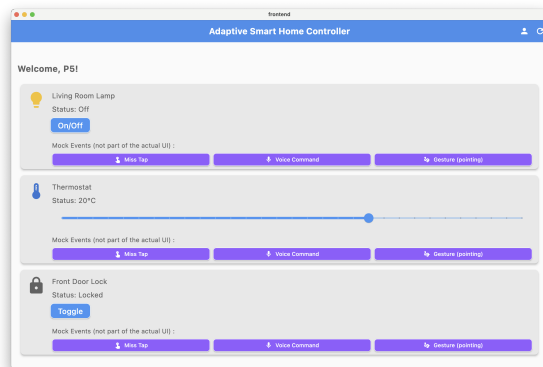 frontend
Adaptive Smart Home Controller
Welcome, P5!
Living Room Lamp
Status: Off
On/Off
Mock Events (not part of the actual UI) :
Miss Tap
Voice Command
Gesture (pointing)
Thermostat
Status: 20°C
Mock Events (not part of the actual UI) :
Miss Tap
Voice Command
Gesture (pointing)
Front Door Lock
Status: Locked
Toggle
Mock Events (not part of the actual UI) :
Miss Tap
Voice Command
Gesture (pointing)